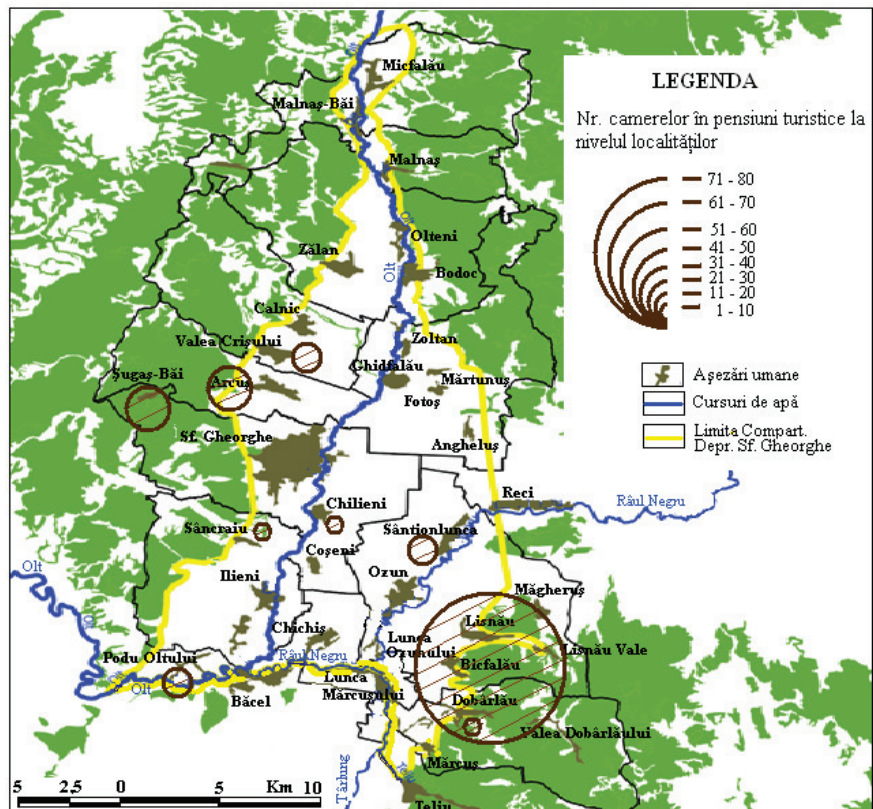 LEGENDA
Nr. camerelor în pensiuni turistice la
nivelul localităților
71 - 80
61 - 70
51 - 60
41 - 50
31 - 40
21 - 30
11 - 20
1 - 10
Așezări umane
Cursuri de apă
Limita Compart.
Depr. Sf. Gheorghe
Micfalău
Malnaș-Băi
Malnaș
Olt
Olteni
Zălan
Olt
Bodoc
Calnic
Valea Crișului
Zoltan
Șugaș-Băi
Arcuș
Ghidfalău
Mărtunuș
Fotoș
Sf. Gheorghe
Angheluș
Reci
Râul Negru
Chilieni
Sâncraiu
Sântionlunca
Coșeni
Olt
Ilieni
Ozun
Măgheruș
Lisnău
Chichiș
Lunca
Ozunului
Lisnău Vale
Podu Oltului
Râul Negru
Bicfalău
Olt
Lunca
Mărcușului
Băcel
Dobârlău
Valea Dobârlăului
Mărcuș
Târlung
Teliu
5 2.5 0 5 Km 10